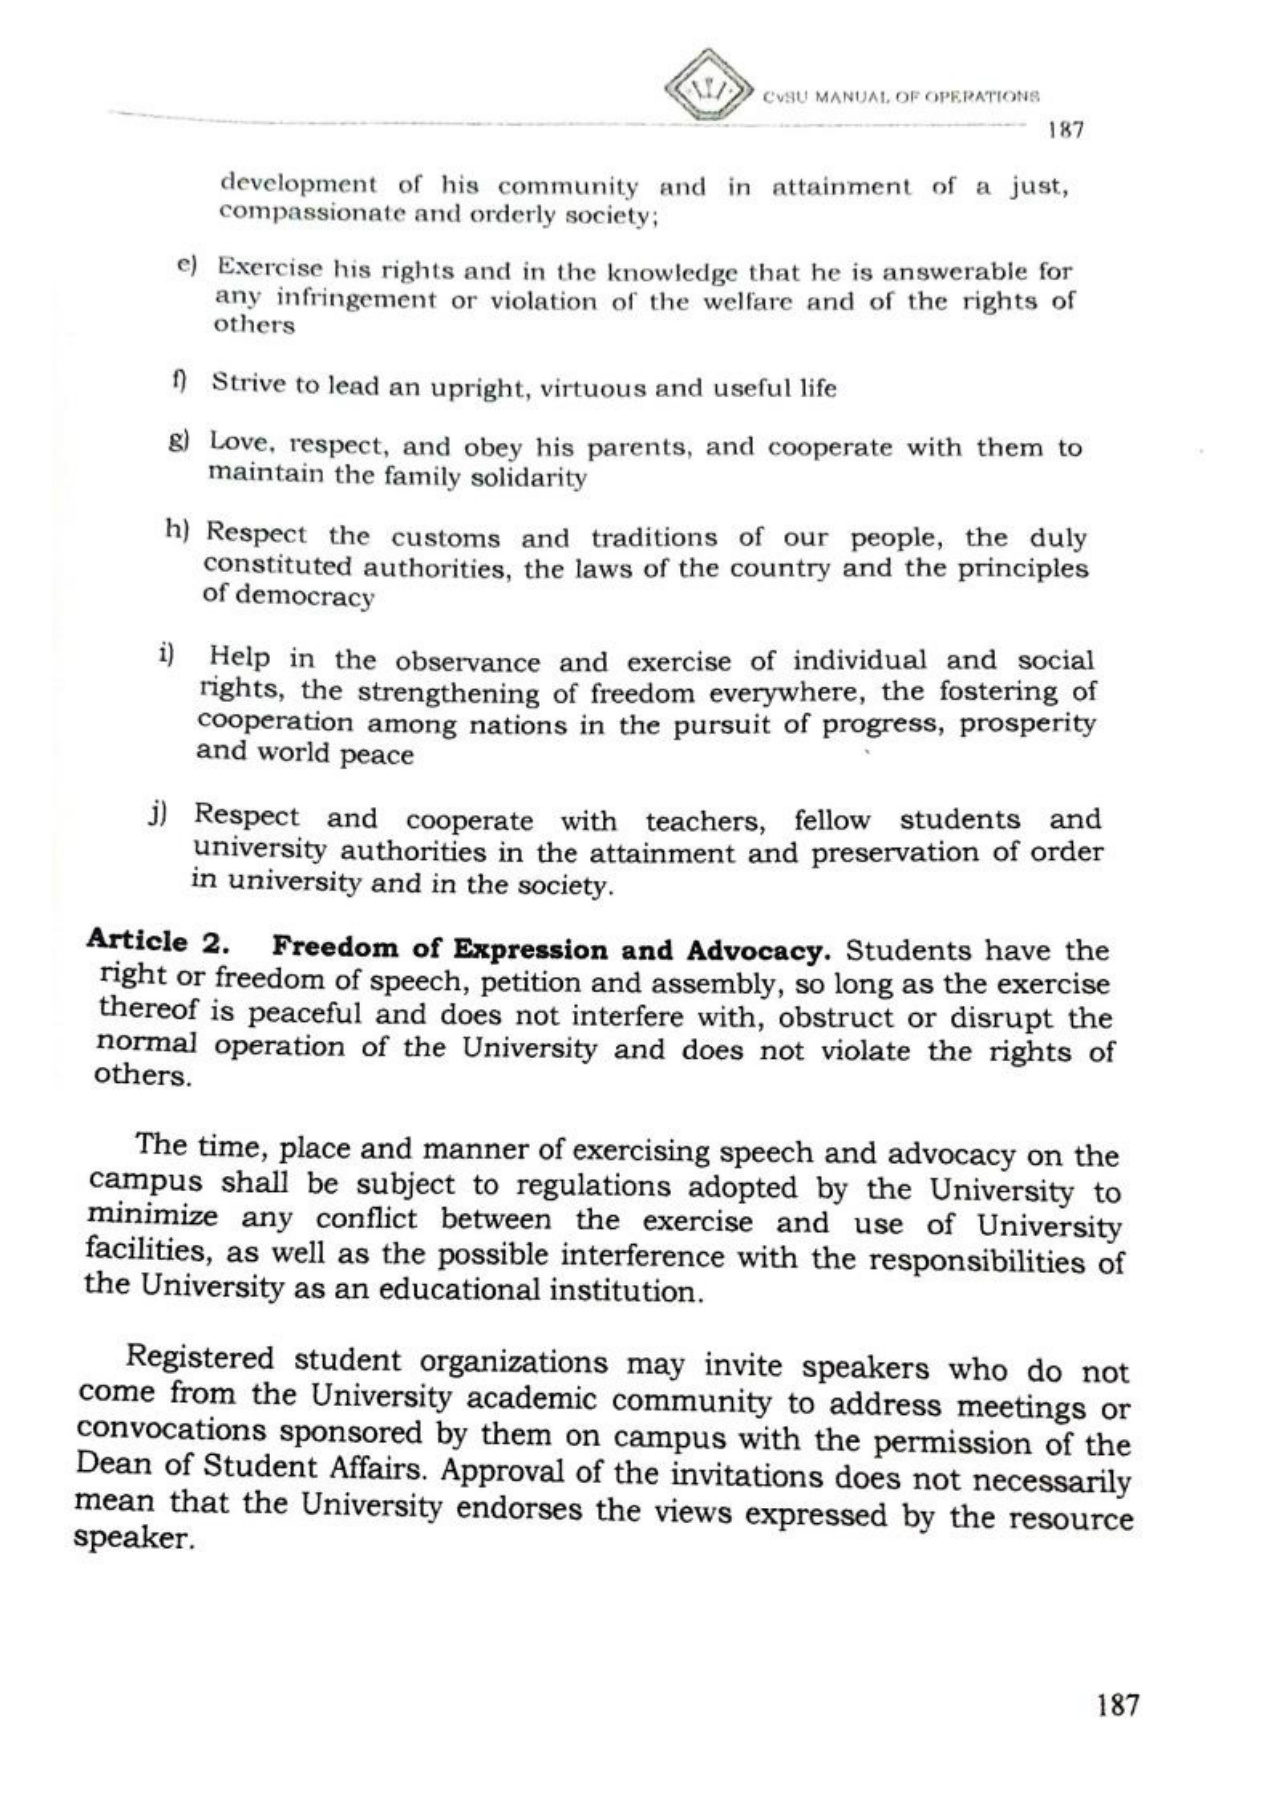 CvSU MANUAL OF OPERATIONS
187
development of his community and in attainment of a just,
compassionate and orderly society;
e) Exercise his rights and in the knowledge that he is answerable for
any infringement or violation of the welfare and of the rights of
others
f) Strive to lead an upright, virtuous and useful life
g) Love, respect, and obey his parents, and cooperate with them to
maintain the family solidarity
h) Respect the customs and traditions of our people, the duly
constituted authorities, the laws of the country and the principles
of democracy
i) Help in the observance and exercise of individual and social
rights, the strengthening of freedom everywhere, the fostering of
cooperation among nations in the pursuit of progress, prosperity
and world peace
j) Respect and cooperate with teachers, fellow students and
university authorities in the attainment and preservation of order
in university and in the society.
Article 2. Freedom of Expression and Advocacy. Students have the
right or freedom of speech, petition and assembly, so long as the exercise
thereof is peaceful and does not interfere with, obstruct or disrupt the
normal operation of the University and does not violate the rights of
others.
The time, place and manner of exercising speech and advocacy on the
campus shall be subject to regulations adopted by the University to
minimize any conflict between the exercise and use of University
facilities, as well as the possible interference with the responsibilities of
the University as an educational institution.
Registered student organizations may invite speakers who do not
come from the University academic community to address meetings or
convocations sponsored by them on campus with the permission of the
Dean of Student Affairs. Approval of the invitations does not necessarily
mean that the University endorses the views expressed by the resource
speaker.
187